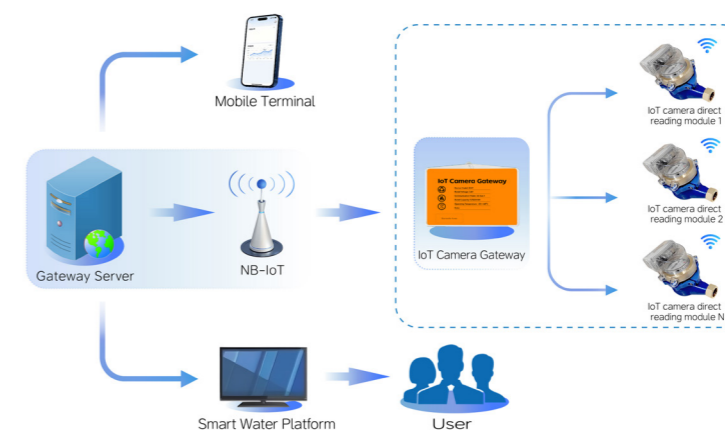 Mobile Terminal
Gateway Server
NB-IoT
IoT Camera Gateway
IoT Camera Gateway
IoT camera direct
reading module 1
IoT camera direct
reading module 2
IoT camera direct
reading module N
Smart Water Platform
User